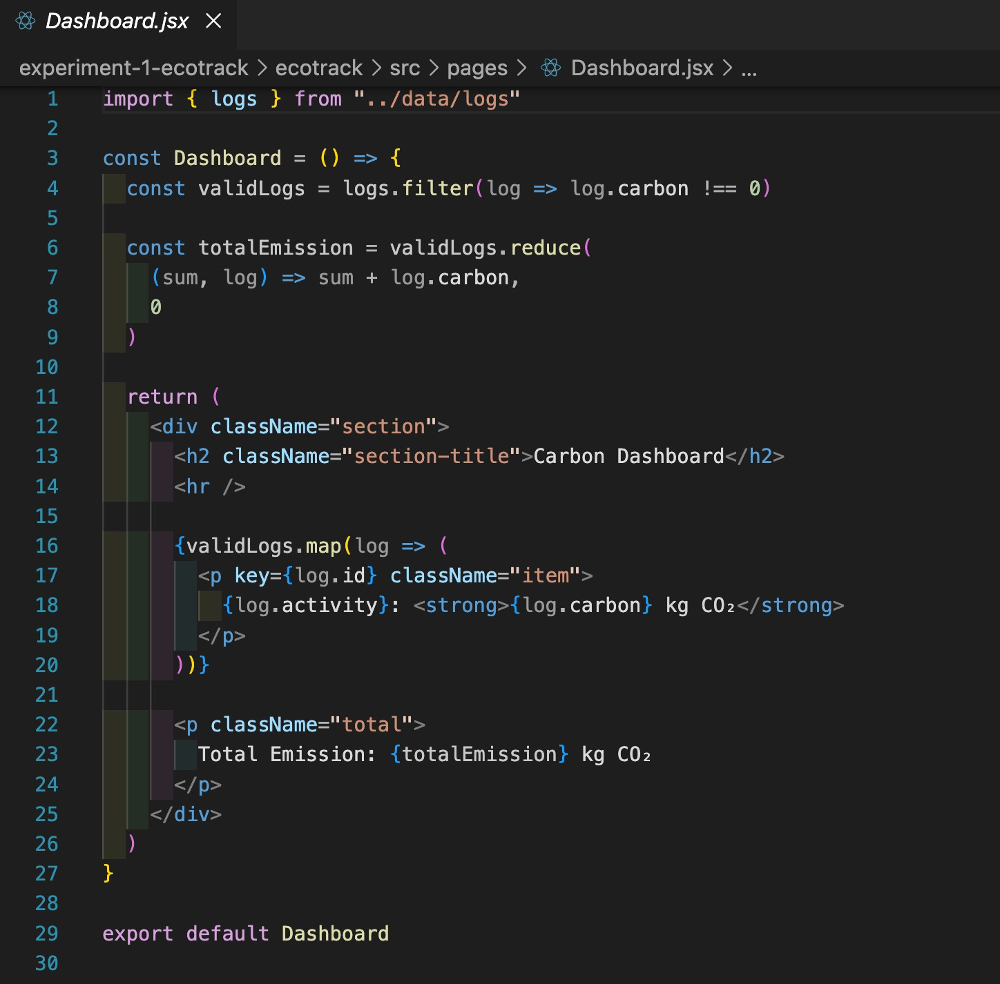 Dashboard.jsx
experiment-1-ecotrack > ecotrack > src > pages > Dashboard.jsx > ...
1 import { logs } from "../data/logs"
2
3 const Dashboard = () => {
4   const validLogs = logs.filter(log => log.carbon !== 0)
5
6   const totalEmission = validLogs.reduce(
7     (sum, log) => sum + log.carbon,
8     0
9   )
10
11   return (
12     <div className="section">
13       <h2 className="section-title">Carbon Dashboard</h2>
14       <hr />
15
16       {validLogs.map(log => (
17         <p key={log.id} className="item">
18           {log.activity}: <strong>{log.carbon} kg CO₂</strong>
19         </p>
20       ))}
21
22       <p className="total">
23         Total Emission: {totalEmission} kg CO₂
24       </p>
25     </div>
26   )
27 }
28
29 export default Dashboard
30